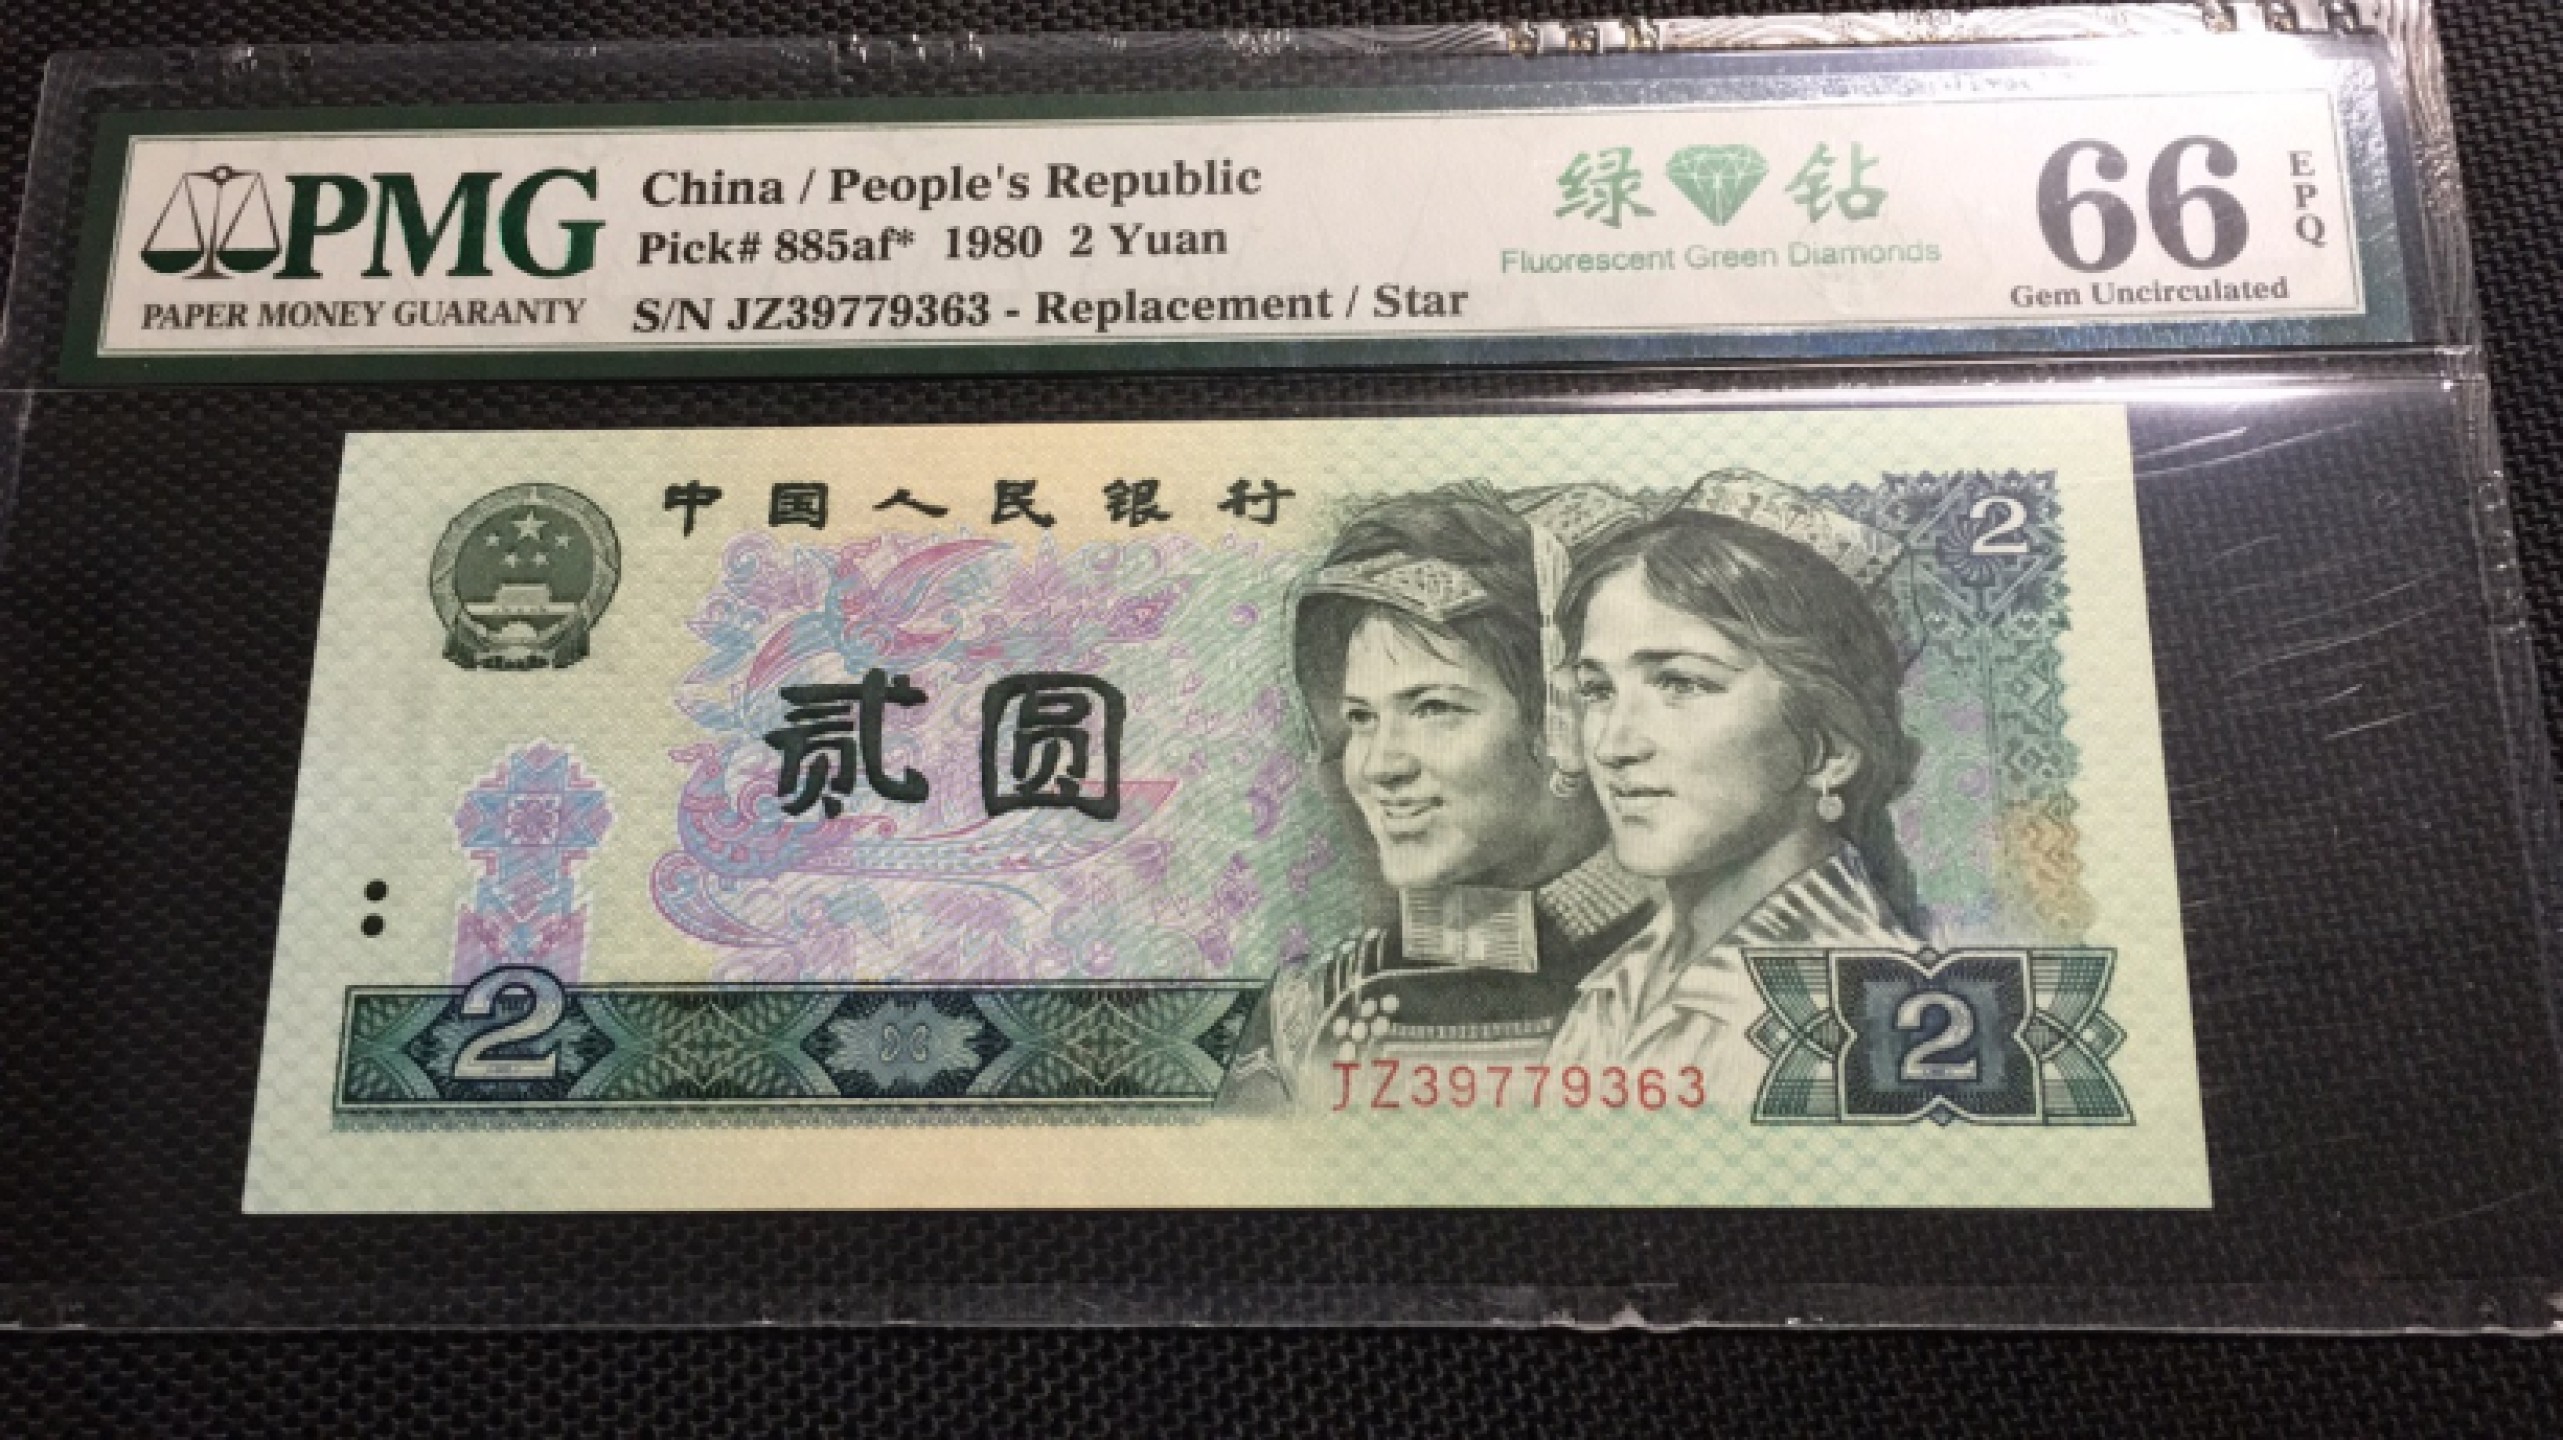 PMG
PAPER MONEY GUARANTY
China / People's Republic
Pick# 885af* 1980 2 Yuan
S/N JZ39779363 - Replacement / Star
绿 钻
Fluorescent Green Diamonds
66
EPQ
Gem Uncirculated
中国人民银行
2
贰圆
2
JZ39779363
2